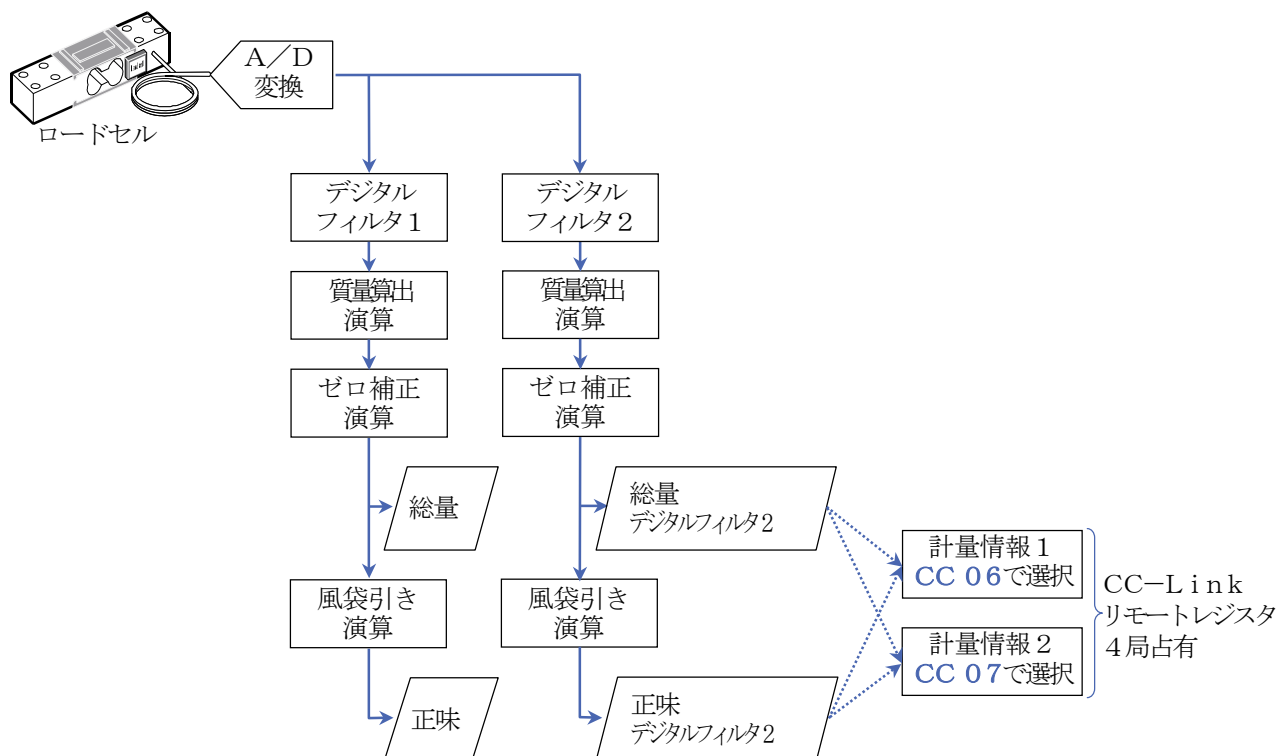 A/D
変換
ロードセル
デジタル
フィルタ1
デジタル
フィルタ2
質量算出
演算
質量算出
演算
ゼロ補正
演算
ゼロ補正
演算
総量
総量
デジタルフィルタ2
計量情報1
CC 06で選択
計量情報2
CC 07で選択
CC-Link
リモートレジスタ
4局占有
風袋引き
演算
風袋引き
演算
正味
正味
デジタルフィルタ2